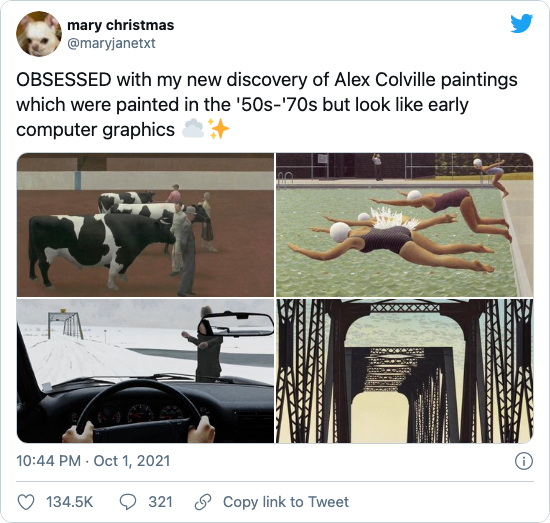 mary christmas
@maryjanetxt
OBSESSED with my new discovery of Alex Colville paintings
which were painted in the '50s-'70s but look like early
computer graphics ☁️✨
10:44 PM · Oct 1, 2021
134.5K 321 Copy link to Tweet